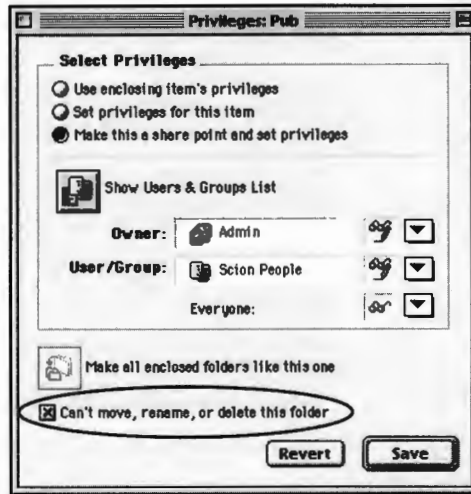 Privileges: Pub
Select Privileges
Use enclosing item's privileges
Set privileges for this item
Make this a share point and set privileges
Show Users & Groups List
Owner: Admin
User/Group: Scion People
Everyone:
Make all enclosed folders like this one
Can't move, rename, or delete this folder
Revert Save